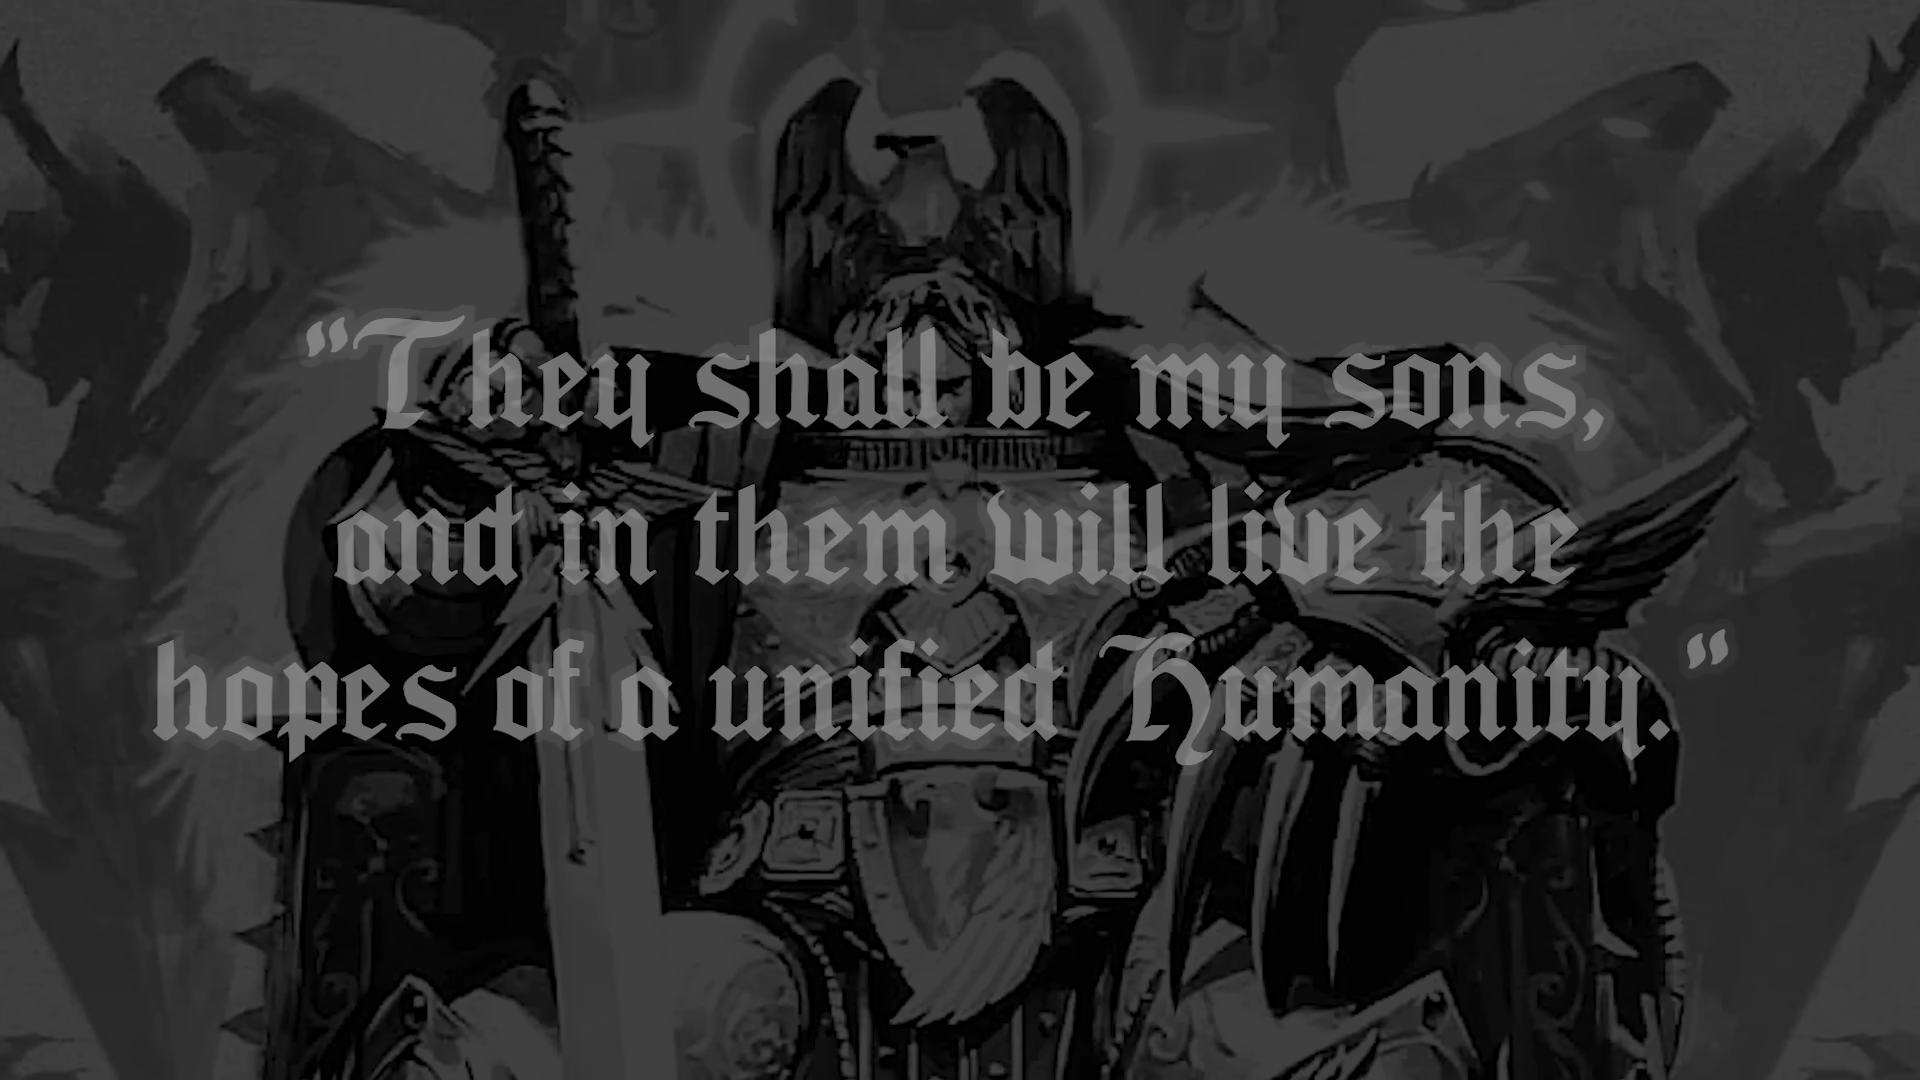 "They shall be my sons,
and in them will live the
hopes of a unified Humanity."